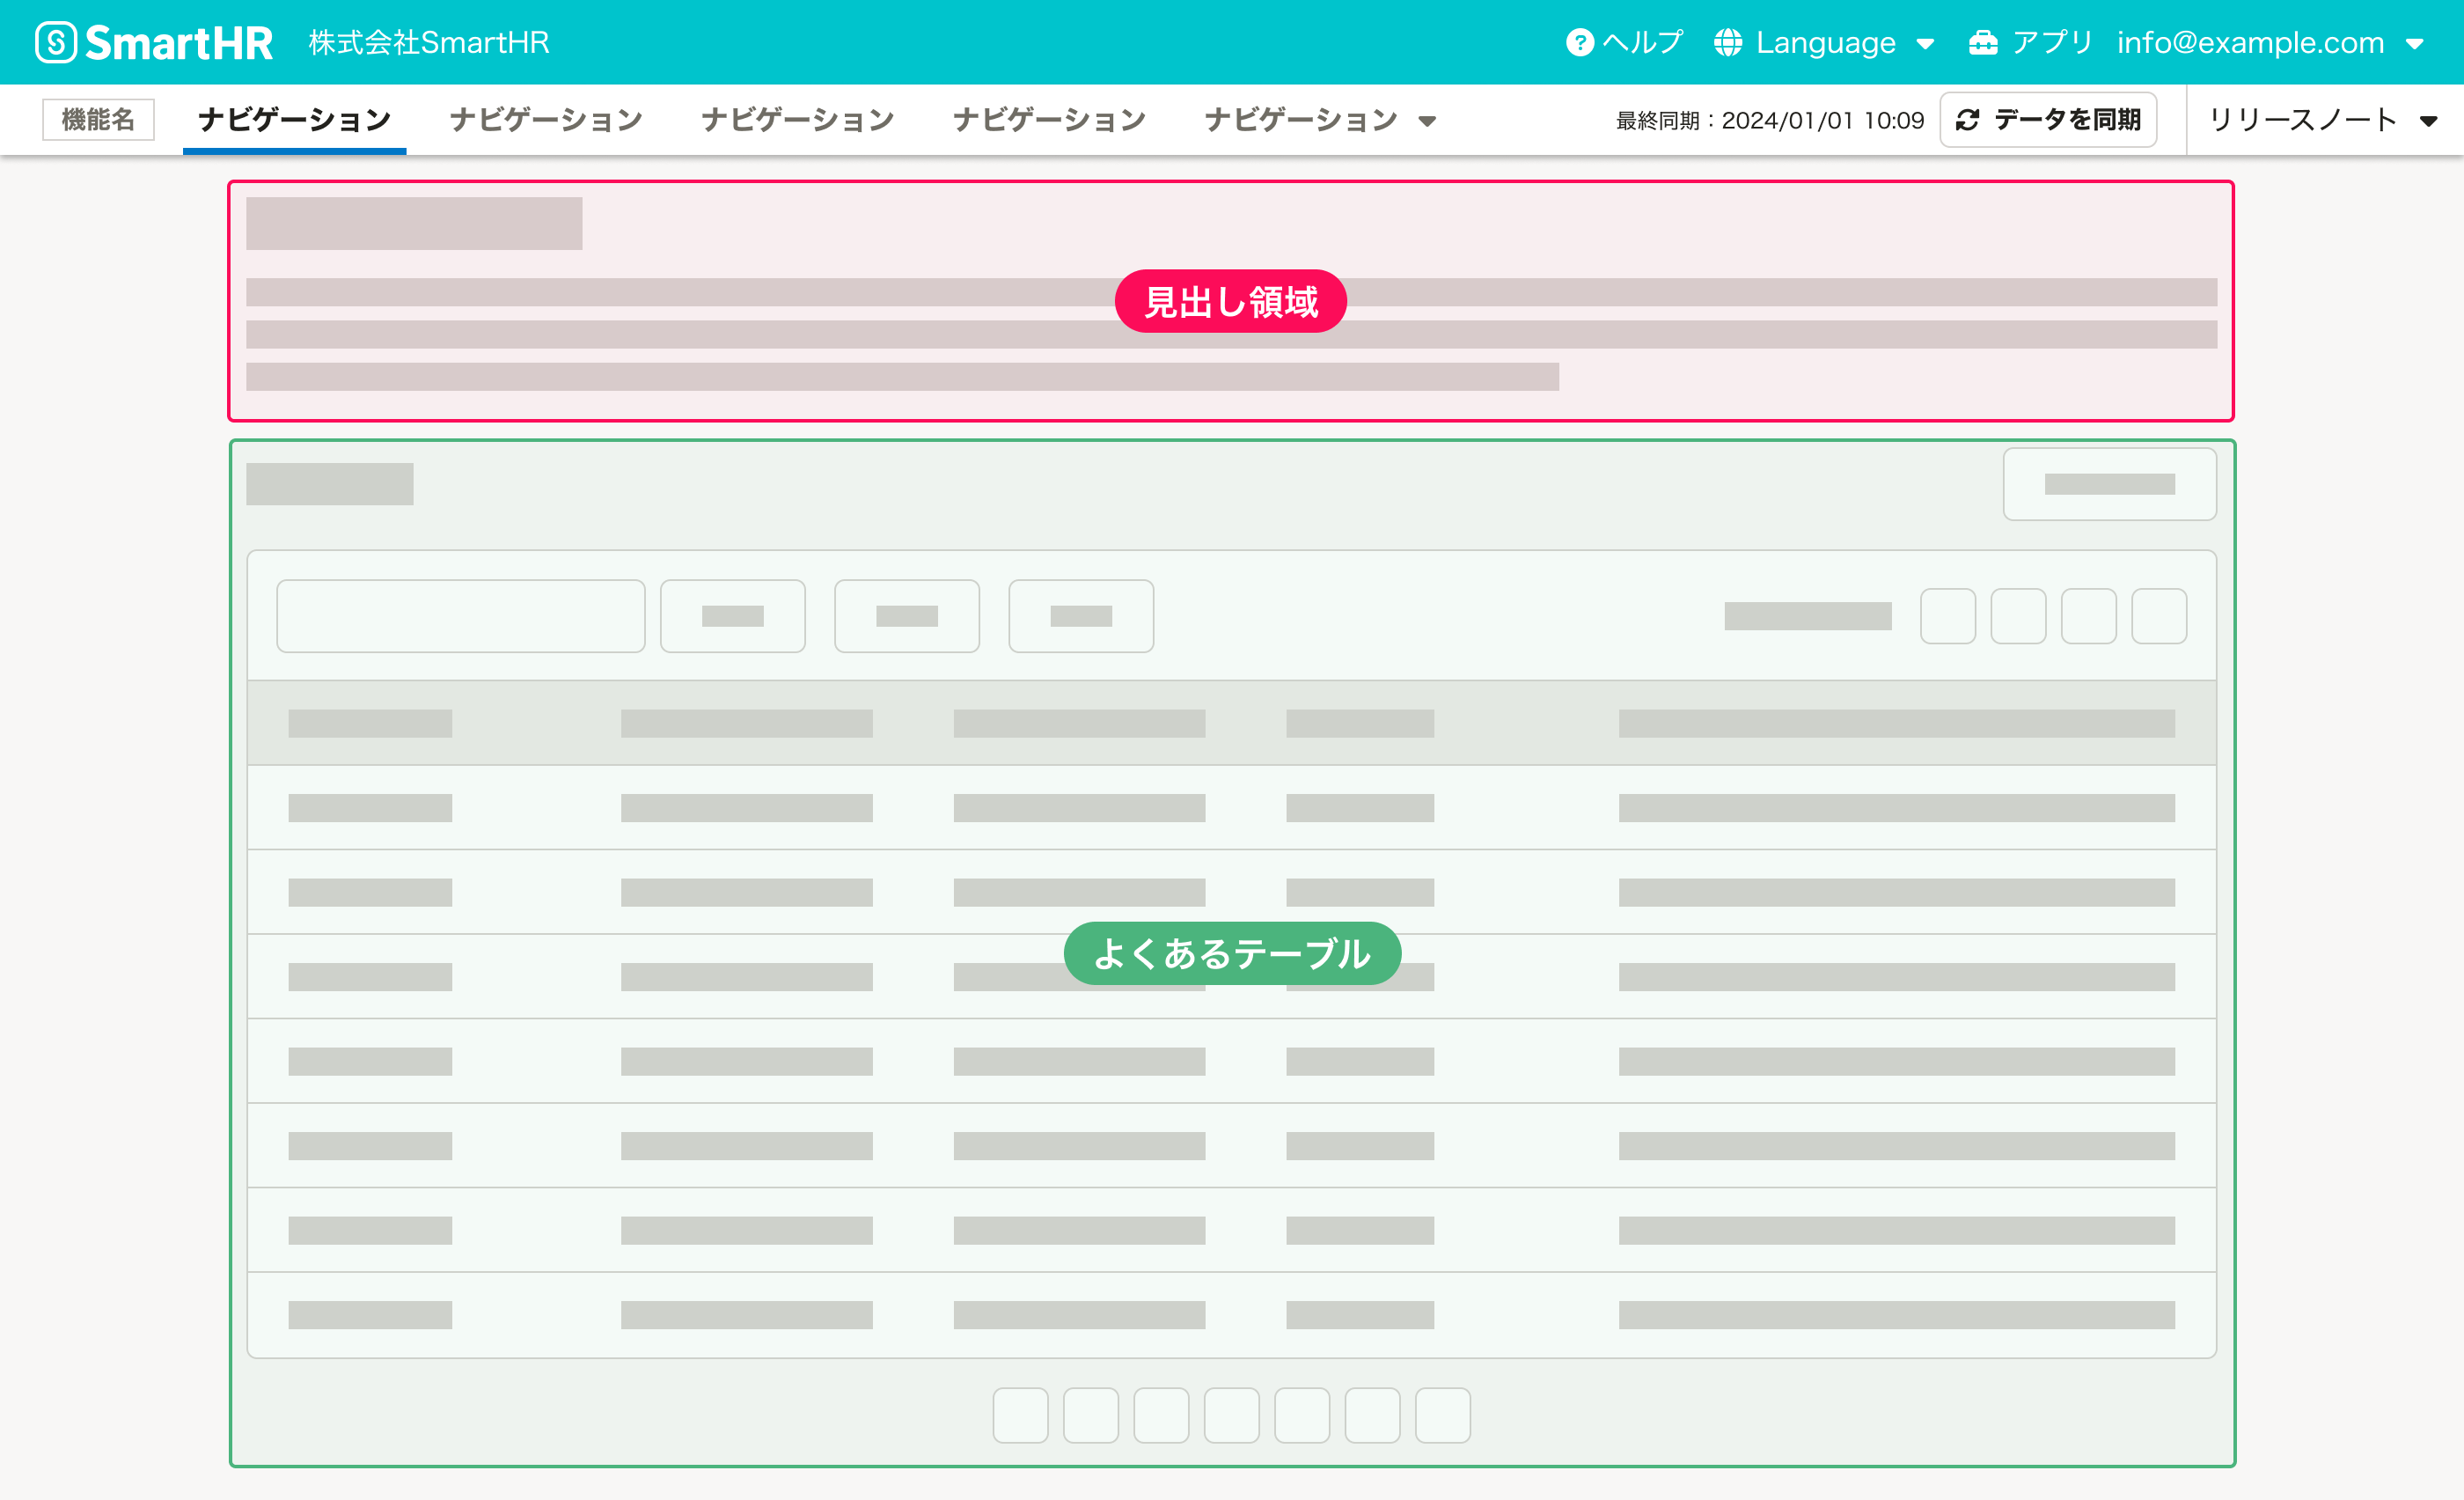 SmartHR 株式会社SmartHR ヘルプ Language アプリ info@example.com
機能名 ナビゲーション ナビゲーション ナビゲーション ナビゲーション ナビゲーション 最終同期：2024/01/01 10:09 データを同期 リリースノート
見出し領域
よくあるテーブル